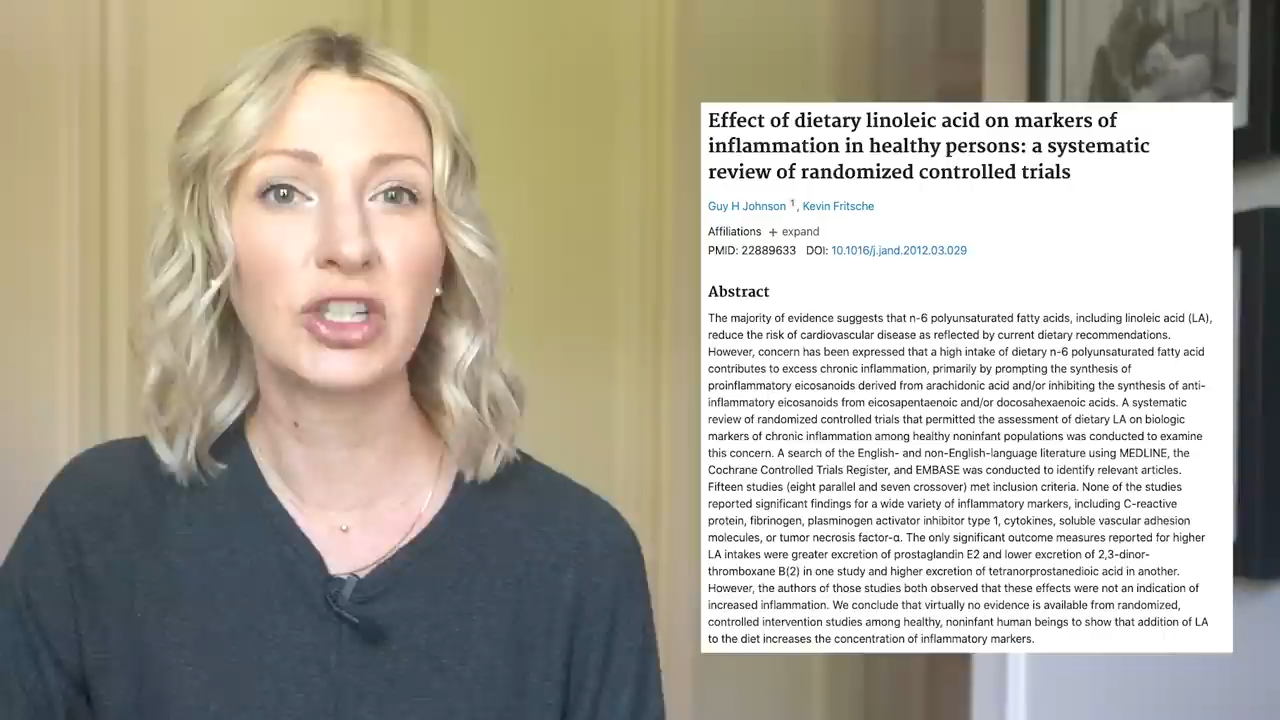 Effect of dietary linoleic acid on markers of
inflammation in healthy persons: a systematic
review of randomized controlled trials
Guy H Johnson 1, Kevin Fritsche
Affiliations + expand
PMID: 22889633 DOI: 10.1016/j.jand.2012.03.029
Abstract
The majority of evidence suggests that n-6 polyunsaturated fatty acids, including linoleic acid (LA),
reduce the risk of cardiovascular disease as reflected by current dietary recommendations.
However, concern has been expressed that a high intake of dietary n-6 polyunsaturated fatty acid
contributes to excess chronic inflammation, primarily by prompting the synthesis of
proinflammatory eicosanoids derived from arachidonic acid and/or inhibiting the synthesis of anti-
inflammatory eicosanoids from eicosapentaenoic and/or docosahexaenoic acids. A systematic
review of randomized controlled trials that permitted the assessment of dietary LA on biologic
markers of chronic inflammation among healthy noninfant populations was conducted to examine
this concern. A search of the English- and non-English-language literature using MEDLINE, the
Cochrane Controlled Trials Register, and EMBASE was conducted to identify relevant articles.
Fifteen studies (eight parallel and seven crossover) met inclusion criteria. None of the studies
reported significant findings for a wide variety of inflammatory markers, including C-reactive
protein, fibrinogen, plasminogen activator inhibitor type 1, cytokines, soluble vascular adhesion
molecules, or tumor necrosis factor-α. The only significant outcome measures reported for higher
LA intakes were greater excretion of prostaglandin E2 and lower excretion of 2,3-dinor-
thromboxane B(2) in one study and higher excretion of tetranorprostanedioic acid in another.
However, the authors of those studies both observed that these effects were not an indication of
increased inflammation. We conclude that virtually no evidence is available from randomized,
controlled intervention studies among healthy, noninfant human beings to show that addition of LA
to the diet increases the concentration of inflammatory markers.